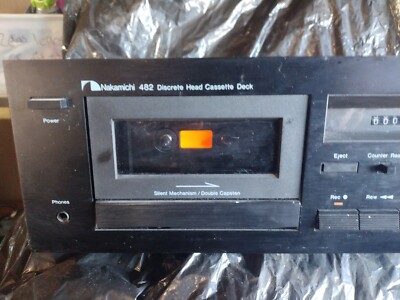 Nakamichi 482 Discrete Head Cassette Deck
Power
Eject
Counter Res
Silent Mechanism / Double Capstan
Phones
Rec
Rew